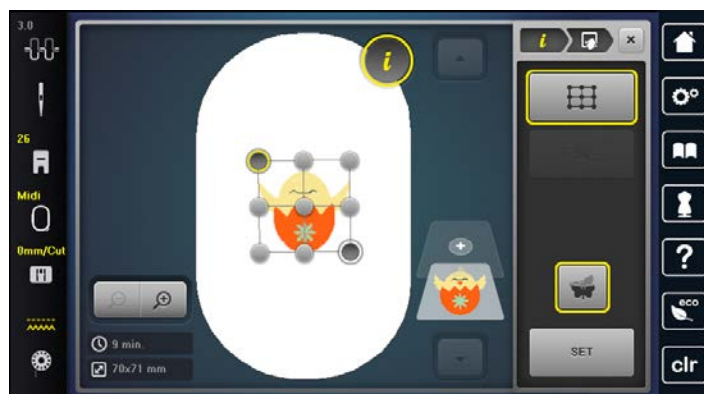 3.0
i
i
×
26
Midi
0mm/Cut
?
eco
9 min.
SET
70x71 mm
clr